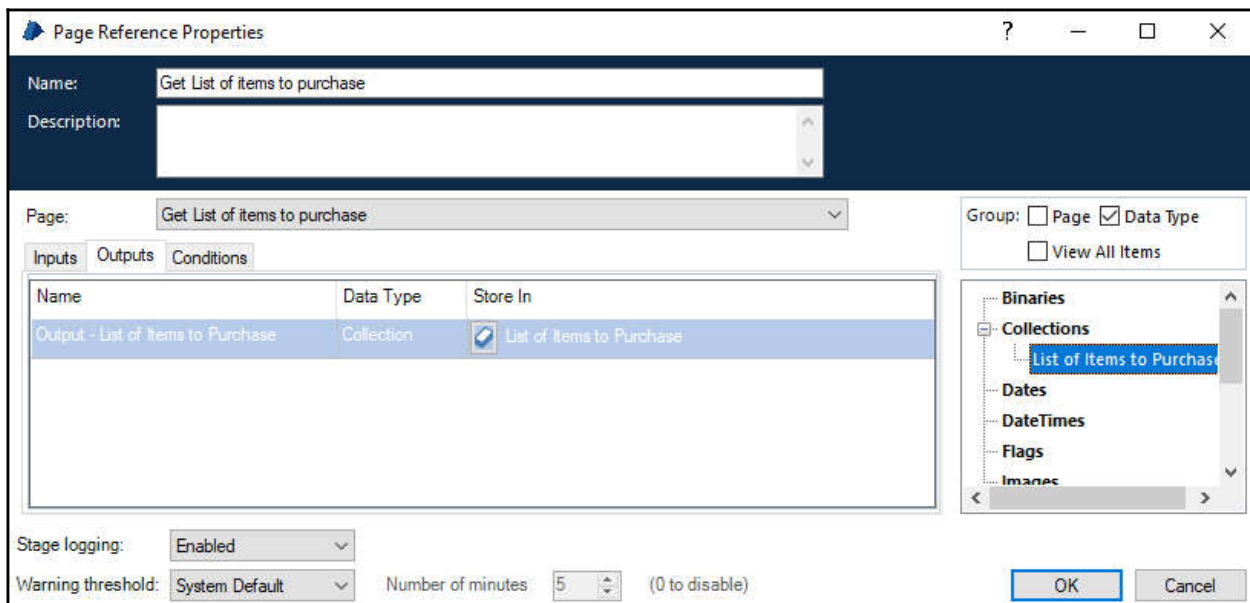 Page Reference Properties
Name: Get List of items to purchase
Description:
Page: Get List of items to purchase
Group: Page Data Type
View All Items
Inputs Outputs Conditions
Name Data Type Store In
Output - List of Items to Purchase Collection List of Items to Purchase
Binaries
Collections
List of Items to Purchase
Dates
DateTimes
Flags
Images
Stage logging: Enabled
Warning threshold: System Default Number of minutes 5 (0 to disable)
OK Cancel